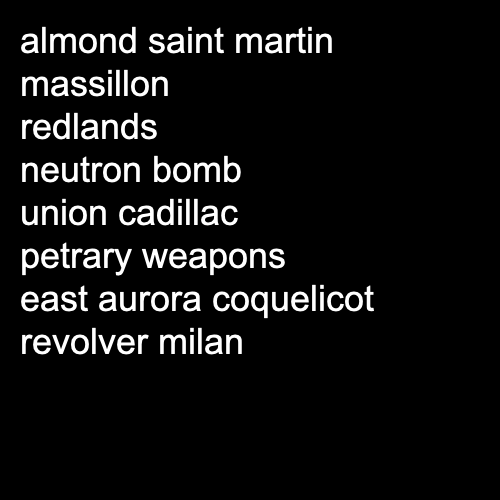 almond saint martin
massillon
redlands
neutron bomb
union cadillac
petrary weapons
east aurora coquelicot
revolver milan